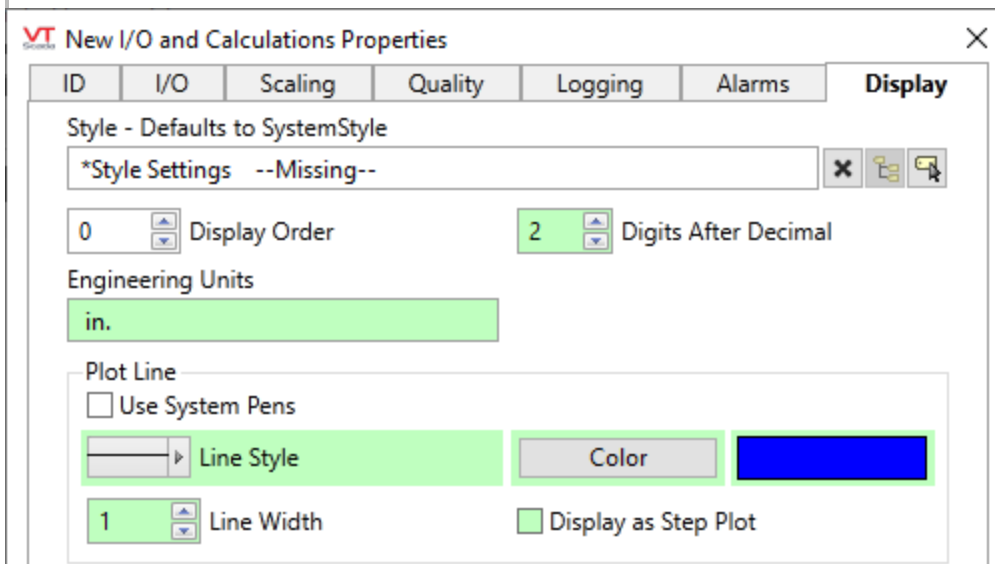 VTScada New I/O and Calculations Properties
ID I/O Scaling Quality Logging Alarms Display
Style - Defaults to SystemStyle
*Style Settings --Missing--
0 Display Order 2 Digits After Decimal
Engineering Units
in.
Plot Line
Use System Pens
Line Style Color
1 Line Width Display as Step Plot